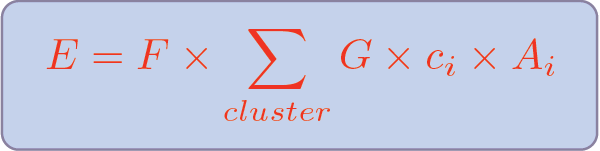 E = F × ∑ G × c_i × A_i
cluster